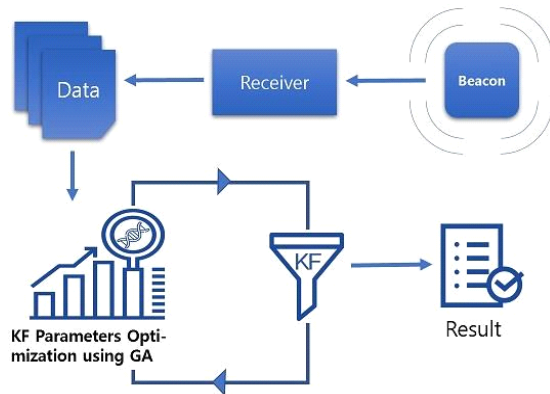 Data
Receiver
Beacon
KF
KF Parameters Opti-
mization using GA
Result